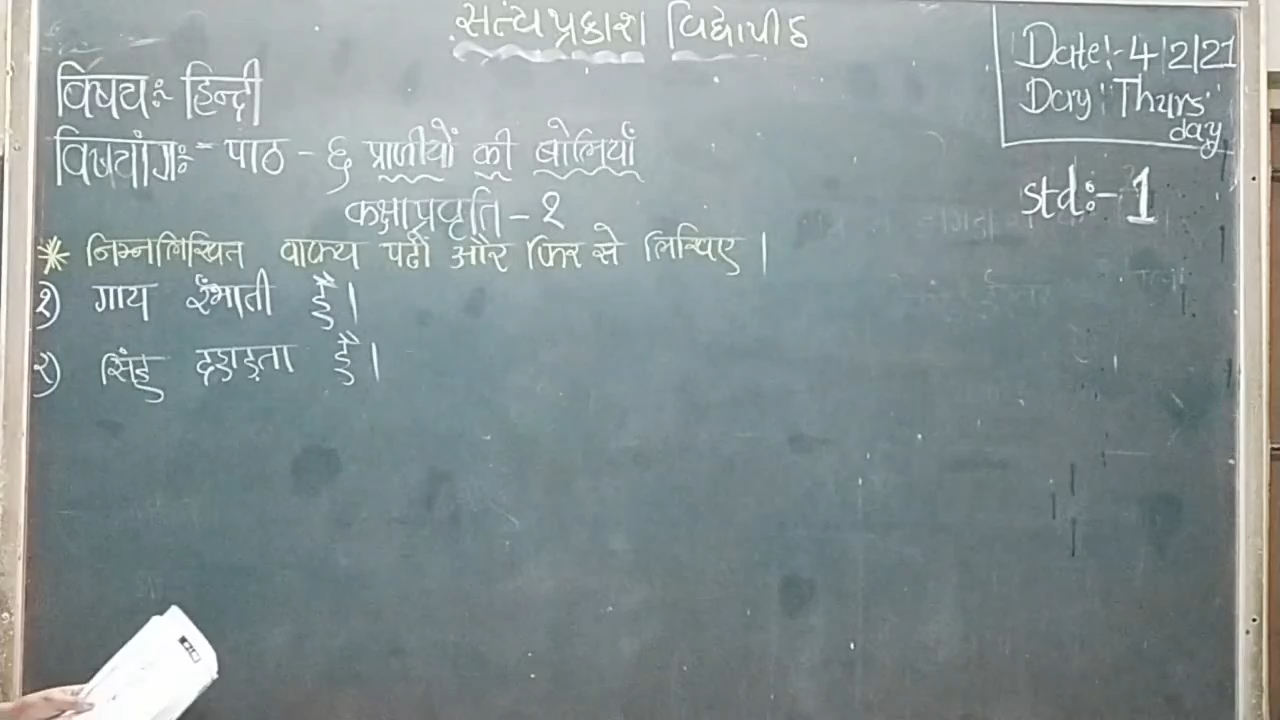 सत्यप्रकाश विद्यापीठ
Date:- 4/2/21
Day "Thurs"
day
विषय:- हिन्दी
विषयांग:- पाठ - ६ प्राणीयों की बोलियाँ
std:- 1
कक्षाप्रवृति - १
* निम्नलिखित वाक्य पढों और फिर से लिखिए।
१) गाय रंभाती है।
२) सिंह दहाड़ता है।